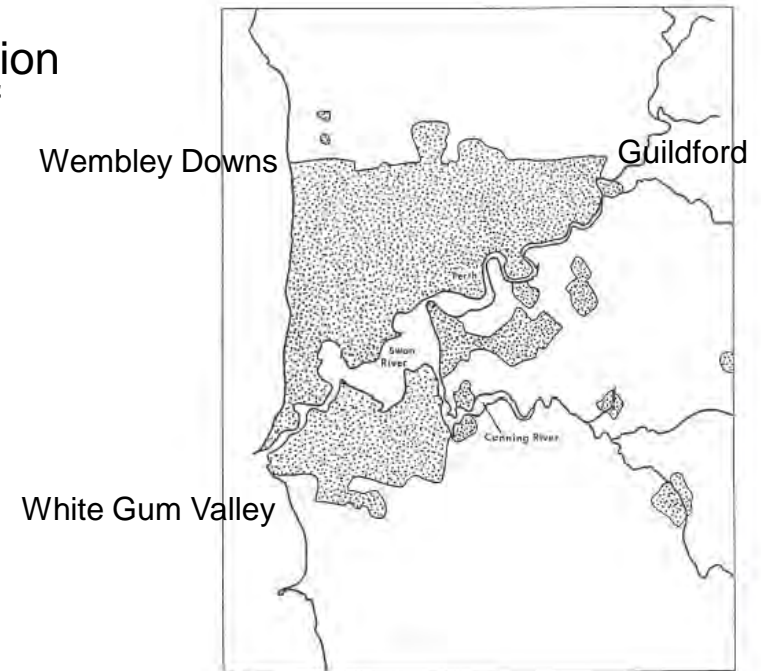 ion
Wembley Downs
Guildford
Perth
Swan
River
Canning River
White Gum Valley